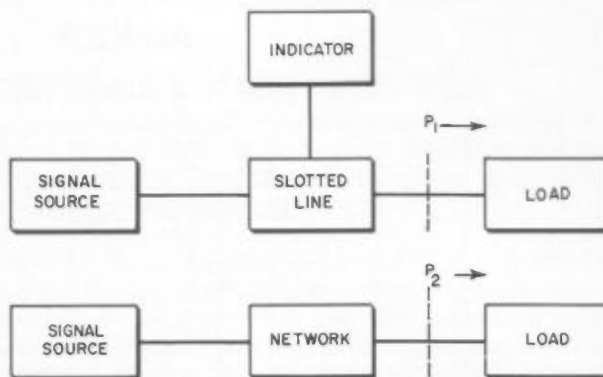 INDICATOR
P1
SIGNAL
SOURCE
SLOTTED
LINE
LOAD
P2
SIGNAL
SOURCE
NETWORK
LOAD